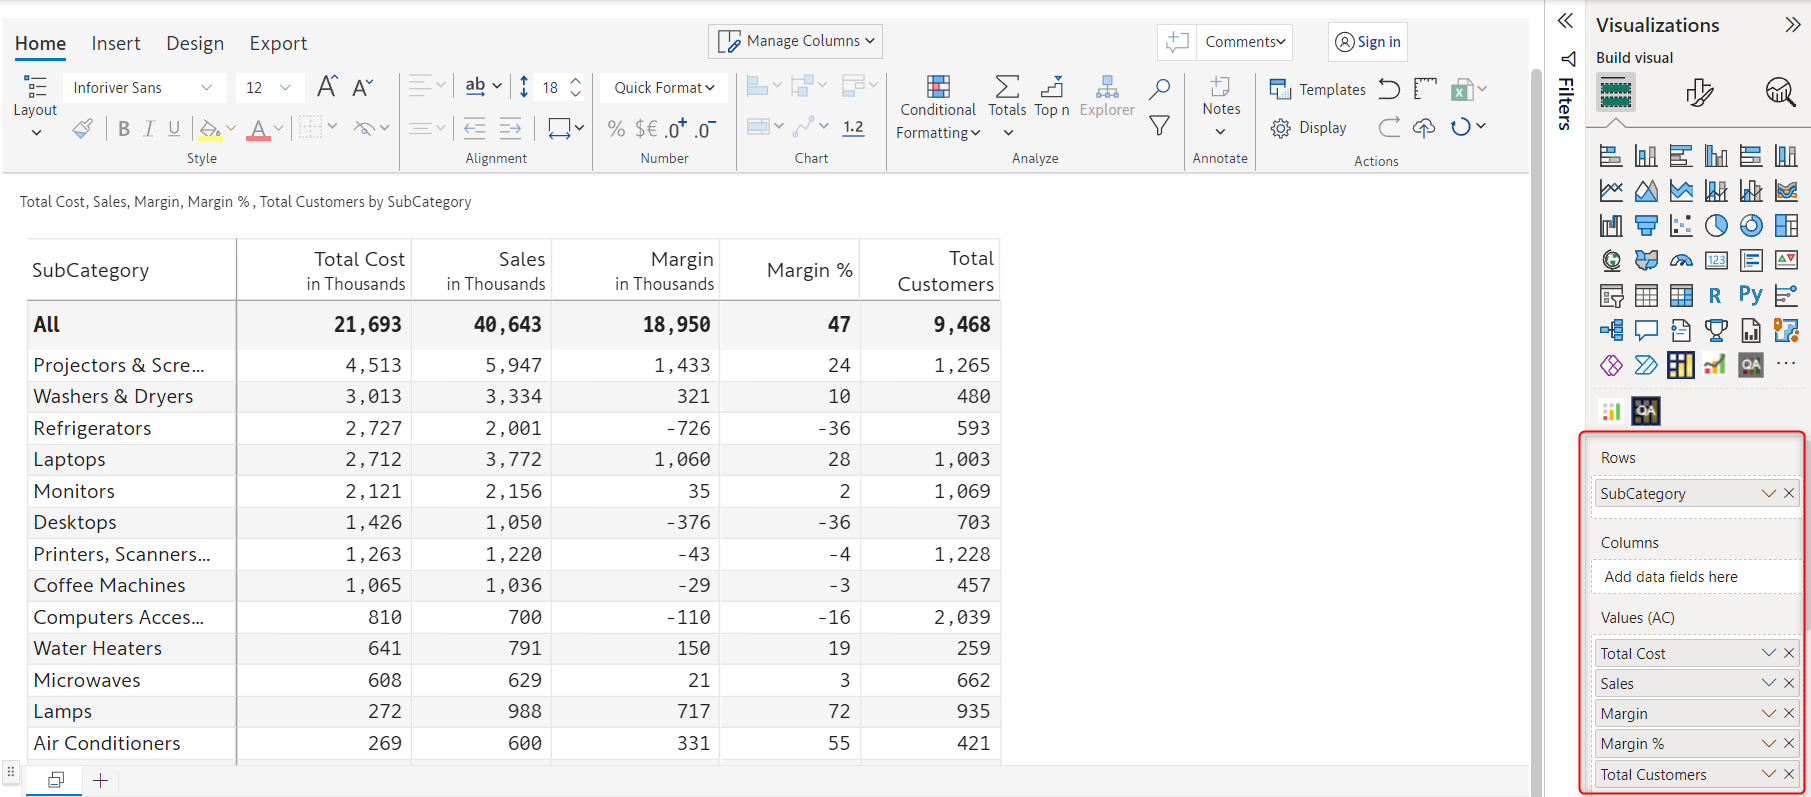 Home Insert Design Export
Manage Columns
Comments
Sign in
Inforiver Sans 12 A A
ab 18
Quick Format
Layout
B I U A
% $€ .0+ .0-
1.2
Conditional Formatting
Totals
Top n
Explorer
Notes
Templates
Display
Style
Alignment
Number
Chart
Analyze
Annotate
Actions
Total Cost, Sales, Margin, Margin % , Total Customers by SubCategory
SubCategory Total Cost in Thousands Sales in Thousands Margin in Thousands Margin % Total Customers
All 21,693 40,643 18,950 47 9,468
Projectors & Scre... 4,513 5,947 1,433 24 1,265
Washers & Dryers 3,013 3,334 321 10 480
Refrigerators 2,727 2,001 -726 -36 593
Laptops 2,712 3,772 1,060 28 1,003
Monitors 2,121 2,156 35 2 1,069
Desktops 1,426 1,050 -376 -36 703
Printers, Scanners... 1,263 1,220 -43 -4 1,228
Coffee Machines 1,065 1,036 -29 -3 457
Computers Acces... 810 700 -110 -16 2,039
Water Heaters 641 791 150 19 259
Microwaves 608 629 21 3 662
Lamps 272 988 717 72 935
Air Conditioners 269 600 331 55 421
Filters
Visualizations
Build visual
123
R Py
QA
QA
Rows
SubCategory
Columns
Add data fields here
Values (AC)
Total Cost
Sales
Margin
Margin %
Total Customers